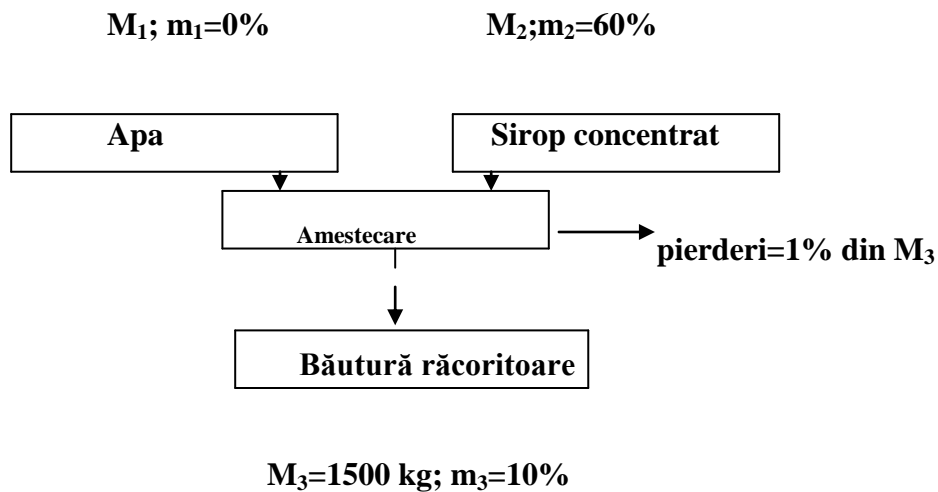 M₁; m₁=0% M₂;m₂=60%
Apa Sirop concentrat
Amestecare
pierderi=1% din M₃
Băutură răcoritoare
M₃=1500 kg; m₃=10%